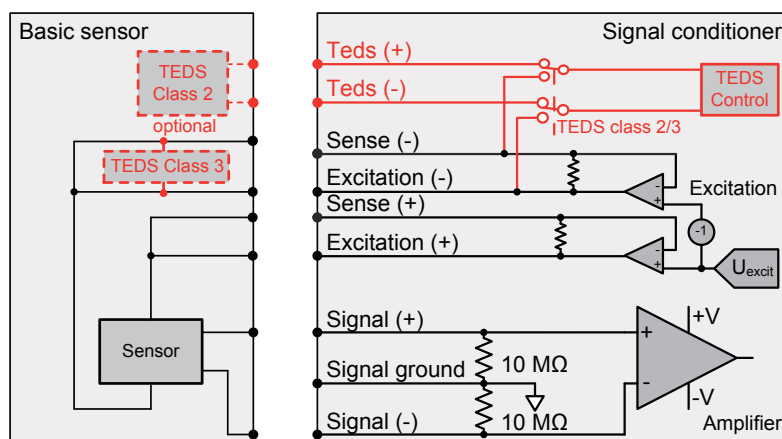 Basic sensor
TEDS
Class 2
optional
TEDS Class 3
Sensor
Signal conditioner
Teds (+)
Teds (-)
TEDS
Control
TEDS class 2/3
Sense (-)
Excitation (-)
Excitation
Sense (+)
Excitation (+)
-
+
-1
-
+
Uexcit
Signal (+)
+
+V
10 MΩ
Signal ground
-
-V
10 MΩ
Signal (-)
Amplifier